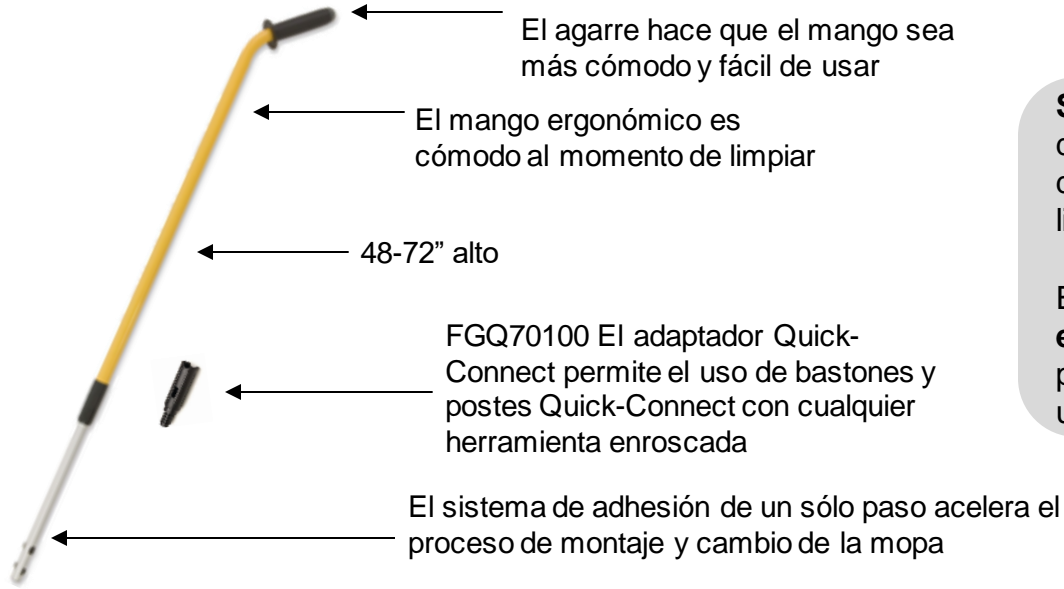 El agarre hace que el mango sea
más cómodo y fácil de usar
El mango ergonómico es
cómodo al momento de limpiar
48-72” alto
FGQ70100 El adaptador Quick-
Connect permite el uso de bastones y
postes Quick-Connect con cualquier
herramienta enroscada
El sistema de adhesión de un sólo paso acelera el
proceso de montaje y cambio de la mopa